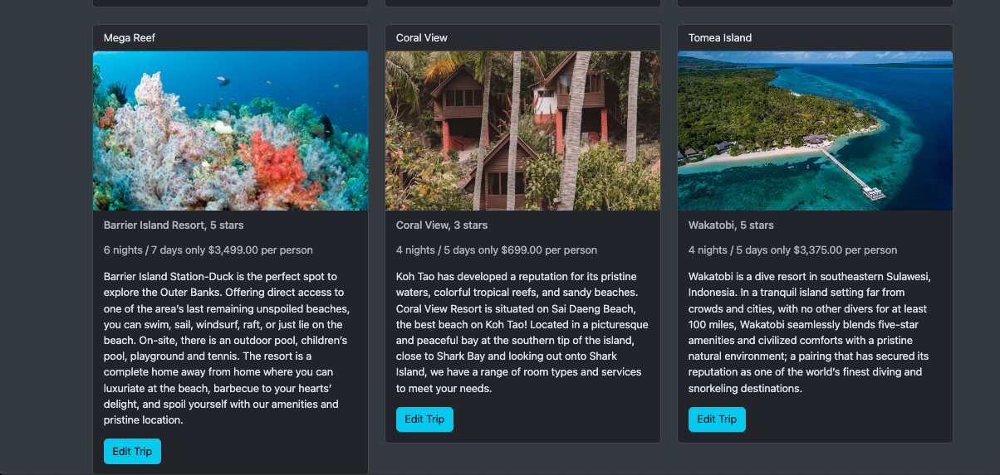 Mega Reef
Barrier Island Resort, 5 stars
6 nights / 7 days only $3,499.00 per person
Barrier Island Station-Duck is the perfect spot to
explore the Outer Banks. Offering direct access to
one of the area’s last remaining unspoiled beaches,
you can swim, sail, windsurf, raft, or just lie on the
beach. On-site, there is an outdoor pool, children’s
pool, playground and tennis. The resort is a
complete home away from home where you can
luxuriate at the beach, barbecue to your hearts’
delight, and spoil yourself with our amenities and
pristine location.
Edit Trip
Coral View
Coral View, 3 stars
4 nights / 5 days only $699.00 per person
Koh Tao has developed a reputation for its pristine
waters, colorful tropical reefs, and sandy beaches.
Coral View Resort is situated on Sai Daeng Beach,
the best beach on Koh Tao! Located in a picturesque
and peaceful bay at the southern tip of the island,
close to Shark Bay and looking out onto Shark
Island, we have a range of room types and services
to meet your needs.
Edit Trip
Tomea Island
Wakatobi, 5 stars
4 nights / 5 days only $3,375.00 per person
Wakatobi is a dive resort in southeastern Sulawesi,
Indonesia. In a tranquil island setting far from
crowds and cities, with no other divers for at least
100 miles, Wakatobi seamlessly blends five-star
amenities and civilized comforts with a pristine
natural environment; a pairing that has secured its
reputation as one of the world’s finest diving and
snorkeling destinations.
Edit Trip